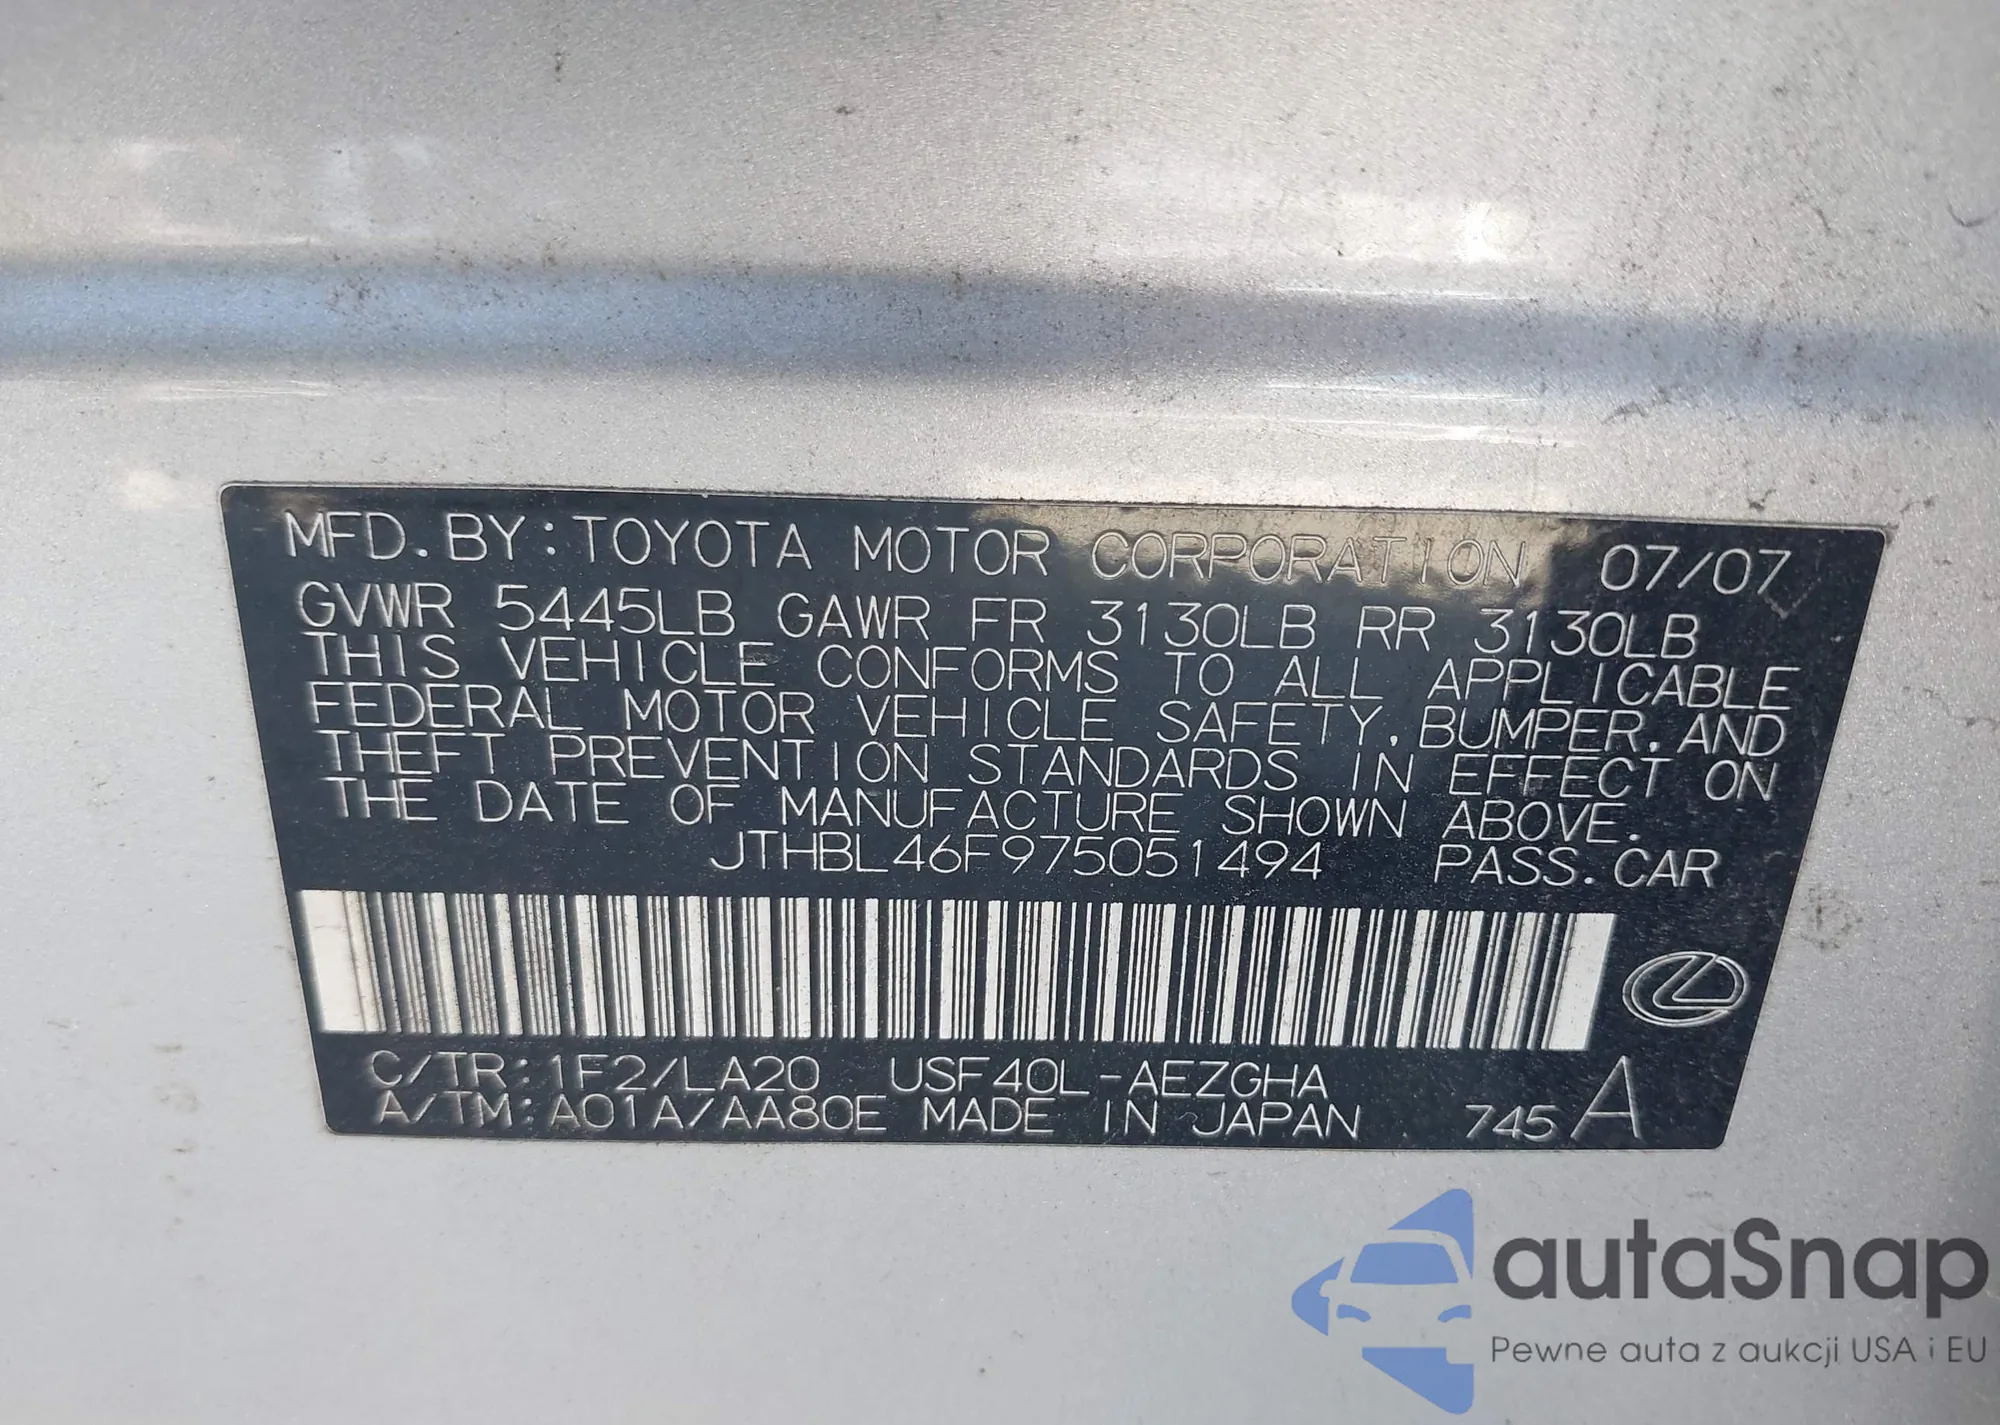 MFD. BY: TOYOTA MOTOR CORPORATION 07/07
GVWR 5445LB GAWR FR 3130LB RR 3130LB
THIS VEHICLE CONFORMS TO ALL APPLICABLE
FEDERAL MOTOR VEHICLE SAFETY, BUMPER, AND
THEFT PREVENTION STANDARDS IN EFFECT ON
THE DATE OF MANUFACTURE SHOWN ABOVE.
JTHBL46F975051494 PASS. CAR
C/TR: 1F2/LA20 USF40L-AEZGHA
A/TM: A01A/AA80E MADE IN JAPAN 745 A
autaSnap
Pewne auta z aukcji USA i EU